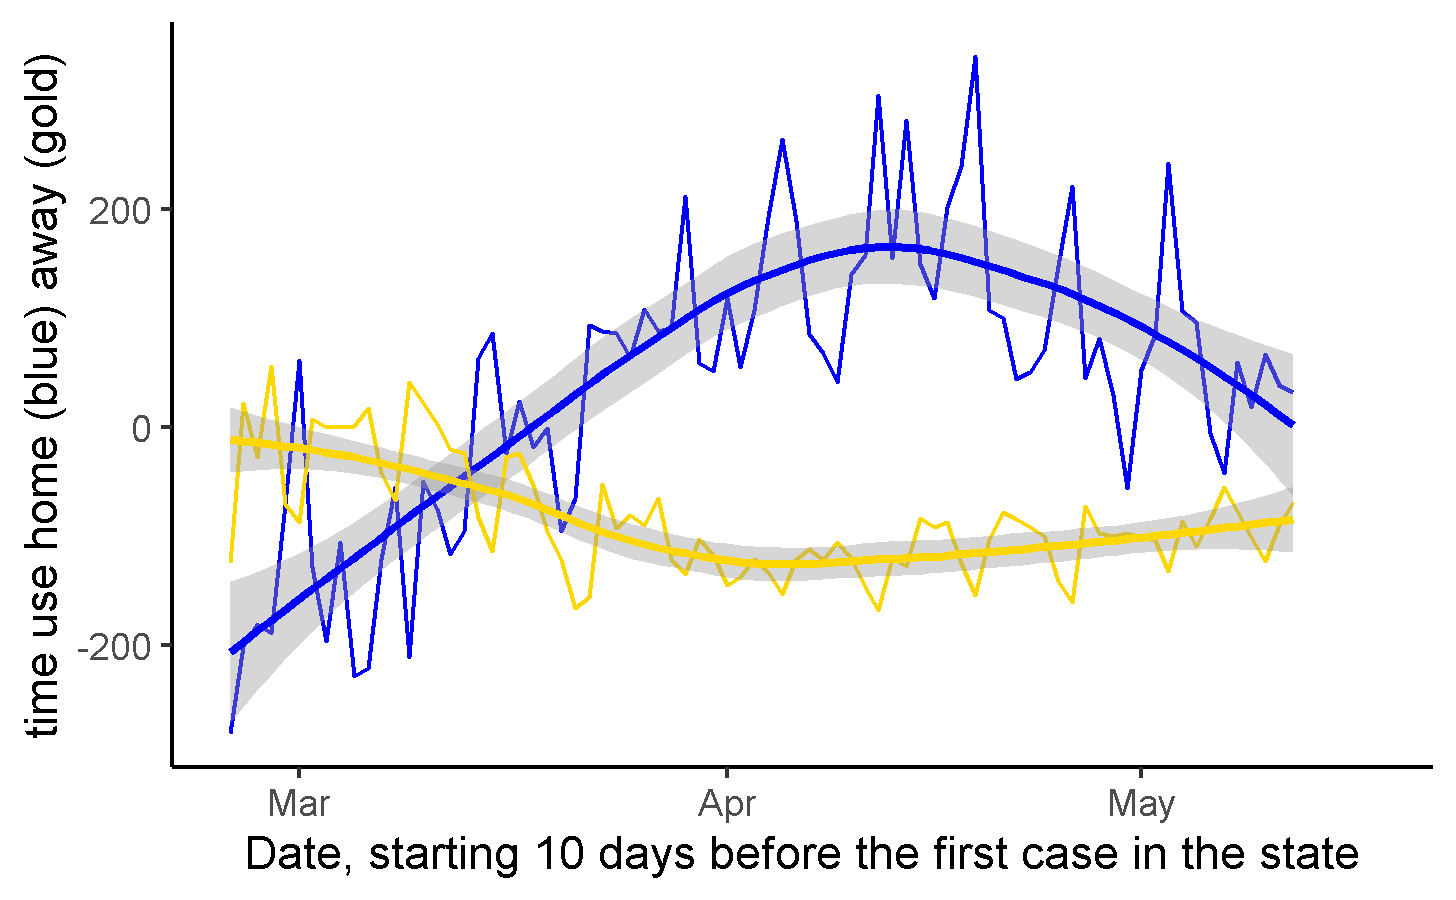 time use home (blue) away (gold)
200
0
-200
Mar
Apr
May
Date, starting 10 days before the first case in the state